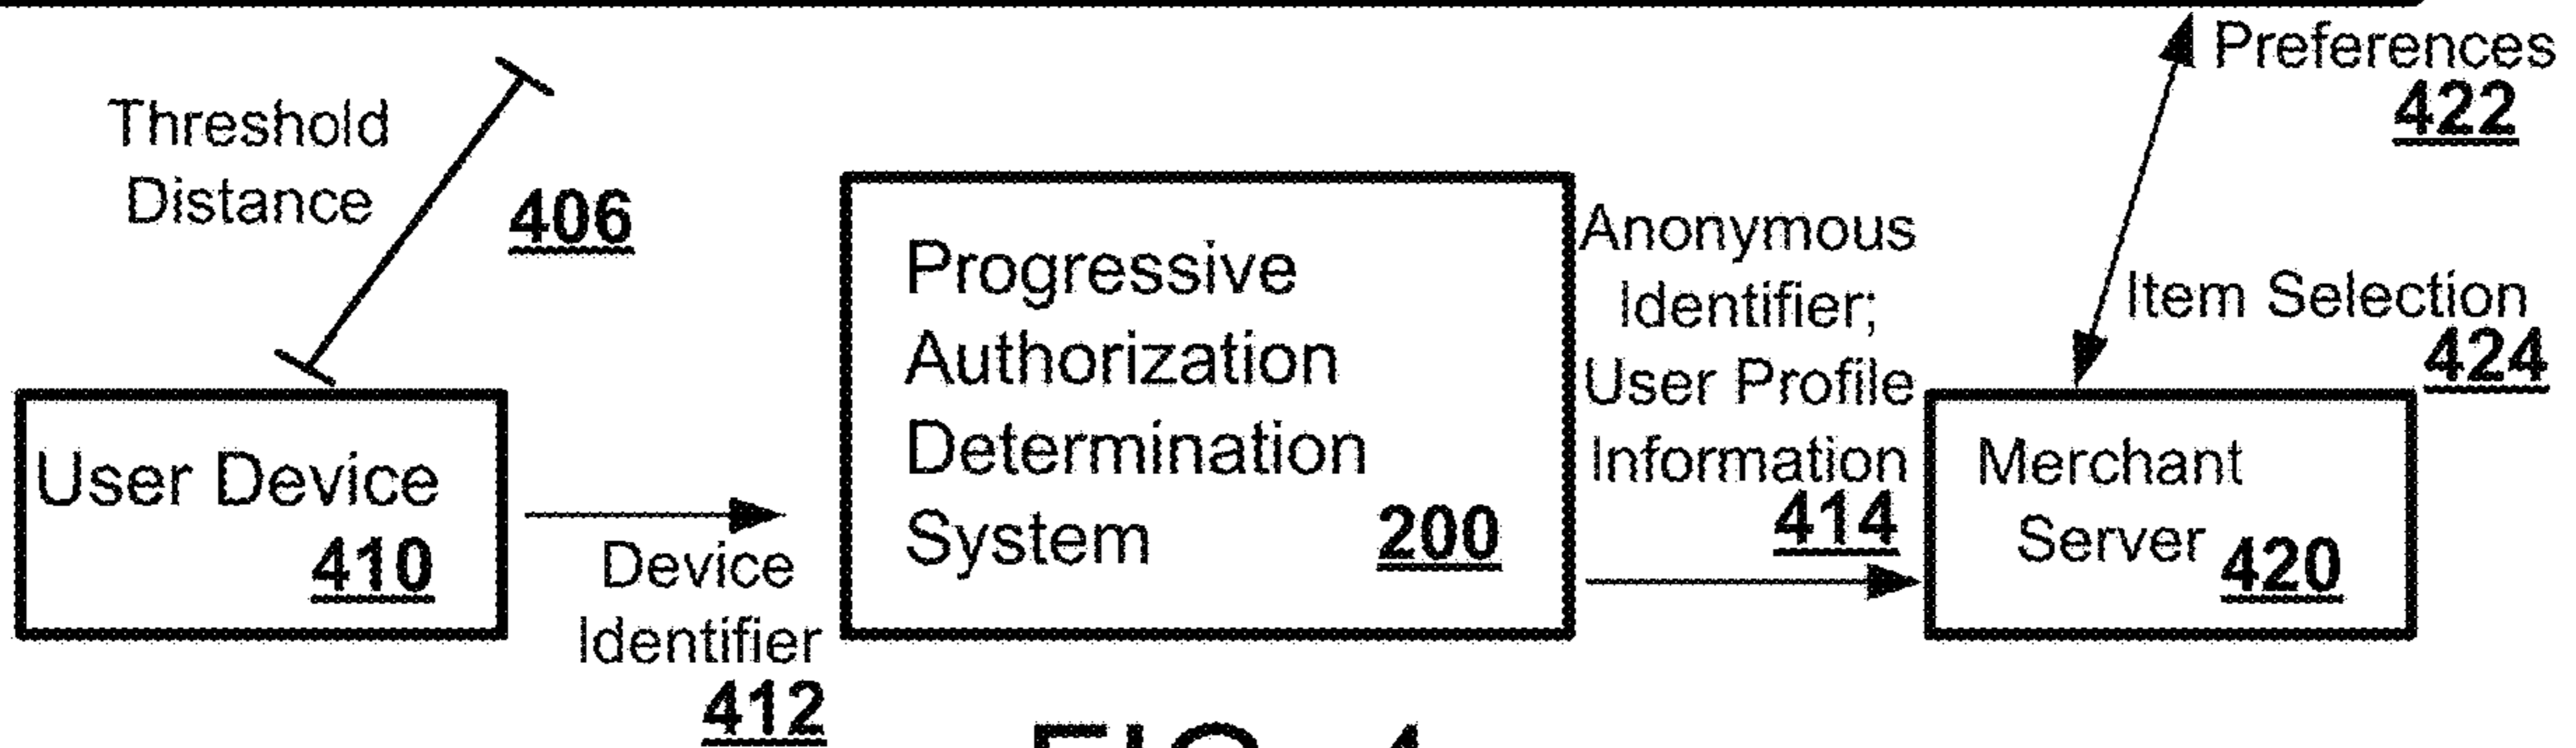 Threshold
Distance
406
Preferences
422
User Device
410
Device
Identifier
412
Progressive
Authorization
Determination
System 200
Anonymous
Identifier;
User Profile
Information
414
Item Selection
424
Merchant
Server 420